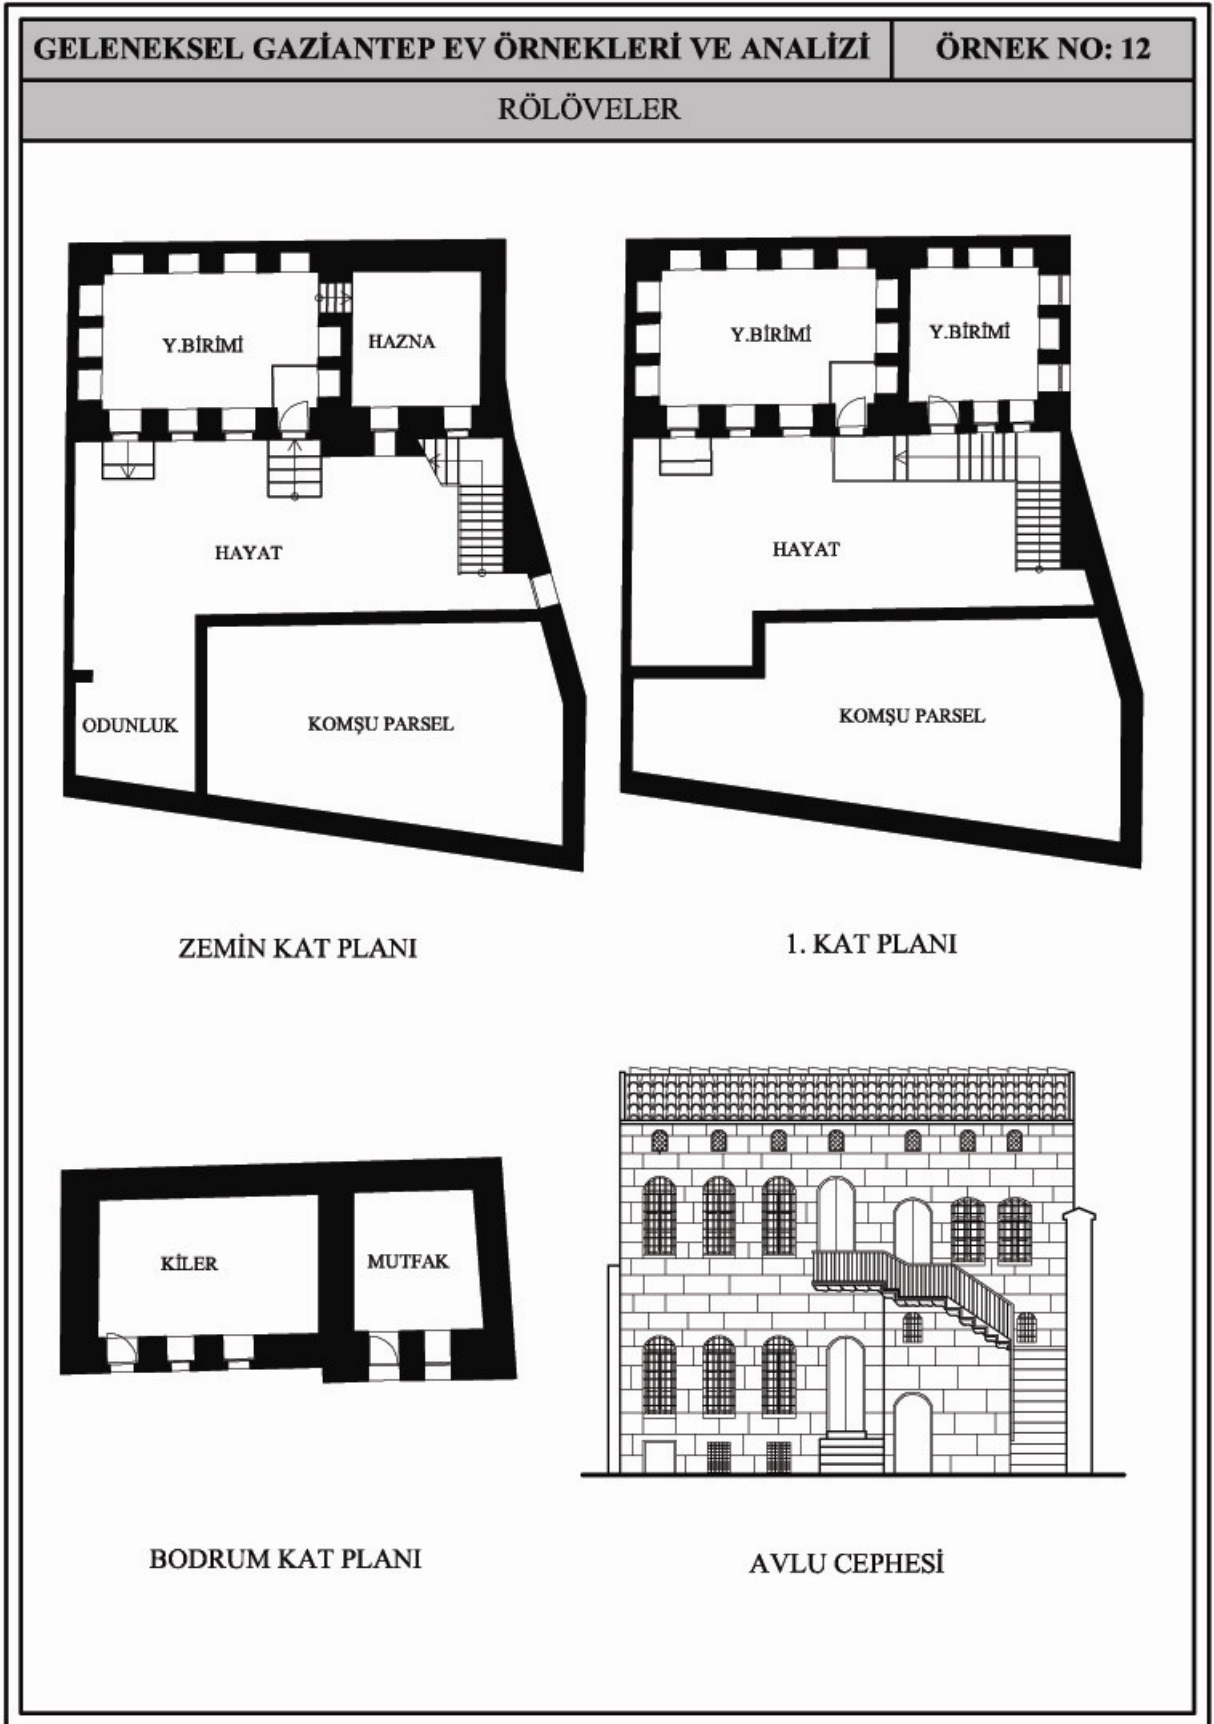 GELENEKSEL GAZİANTEP EV ÖRNEKLERİ VE ANALİZİ
ÖRNEK NO: 12
RÖLÖVELER
Y.BİRİMİ
HAZNA
HAYAT
ODUNLUK
KOMŞU PARSEL
ZEMİN KAT PLANI
Y.BİRİMİ
Y.BİRİMİ
HAYAT
KOMŞU PARSEL
1. KAT PLANI
KİLER
MUTFAK
BODRUM KAT PLANI
AVLU CEPHESİ